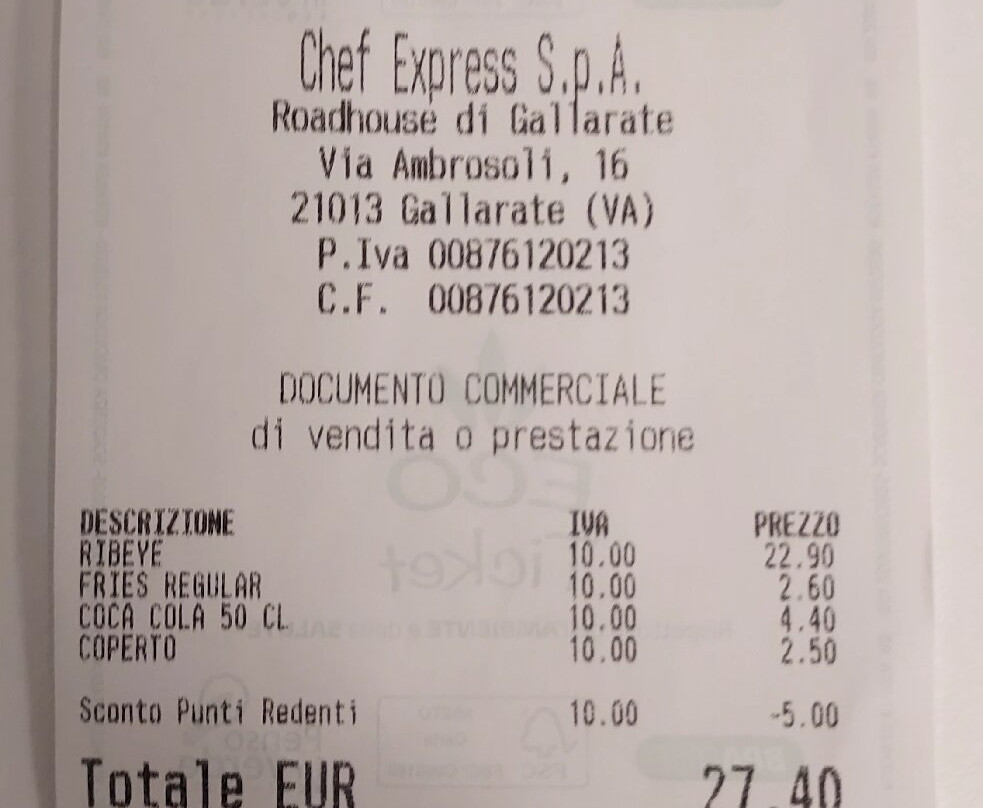 Chef Express S.p.A.
Roadhouse di Gallarate
Via Ambrosoli, 16
21013 Gallarate (VA)
P.Iva 00876120213
C.F. 00876120213
DOCUMENTO COMMERCIALE
di vendita o prestazione
DESCRIZIONE IVA PREZZO
RIBEYE 10.00 22.90
FRIES REGULAR 10.00 2.60
COCA COLA 50 CL 10.00 4.40
COPERTO 10.00 2.50
Sconto Punti Redenti 10.00 -5.00
Totale EUR 27.40